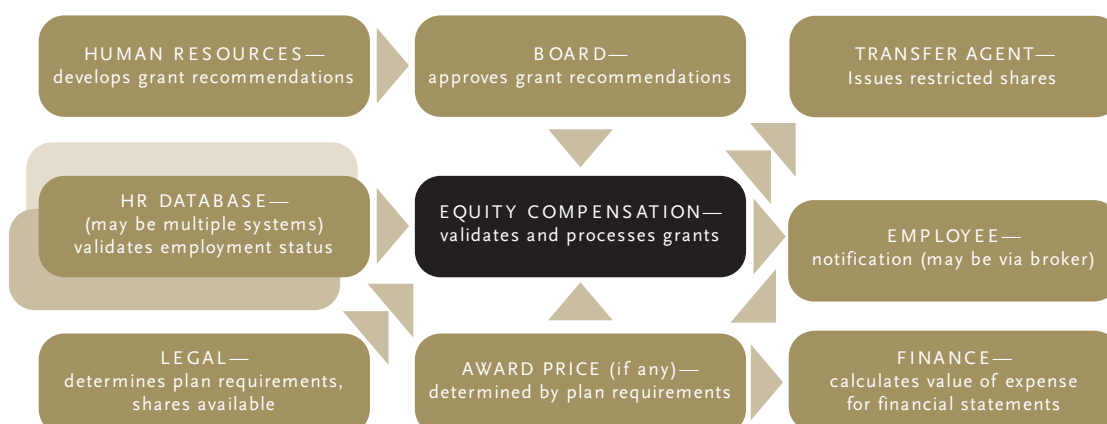 HUMAN RESOURCES—
develops grant recommendations
BOARD—
approves grant recommendations
TRANSFER AGENT—
Issues restricted shares
HR DATABASE—
(may be multiple systems)
validates employment status
EQUITY COMPENSATION—
validates and processes grants
EMPLOYEE—
notification (may be via broker)
LEGAL—
determines plan requirements,
shares available
AWARD PRICE (if any)—
determined by plan requirements
FINANCE—
calculates value of expense
for financial statements